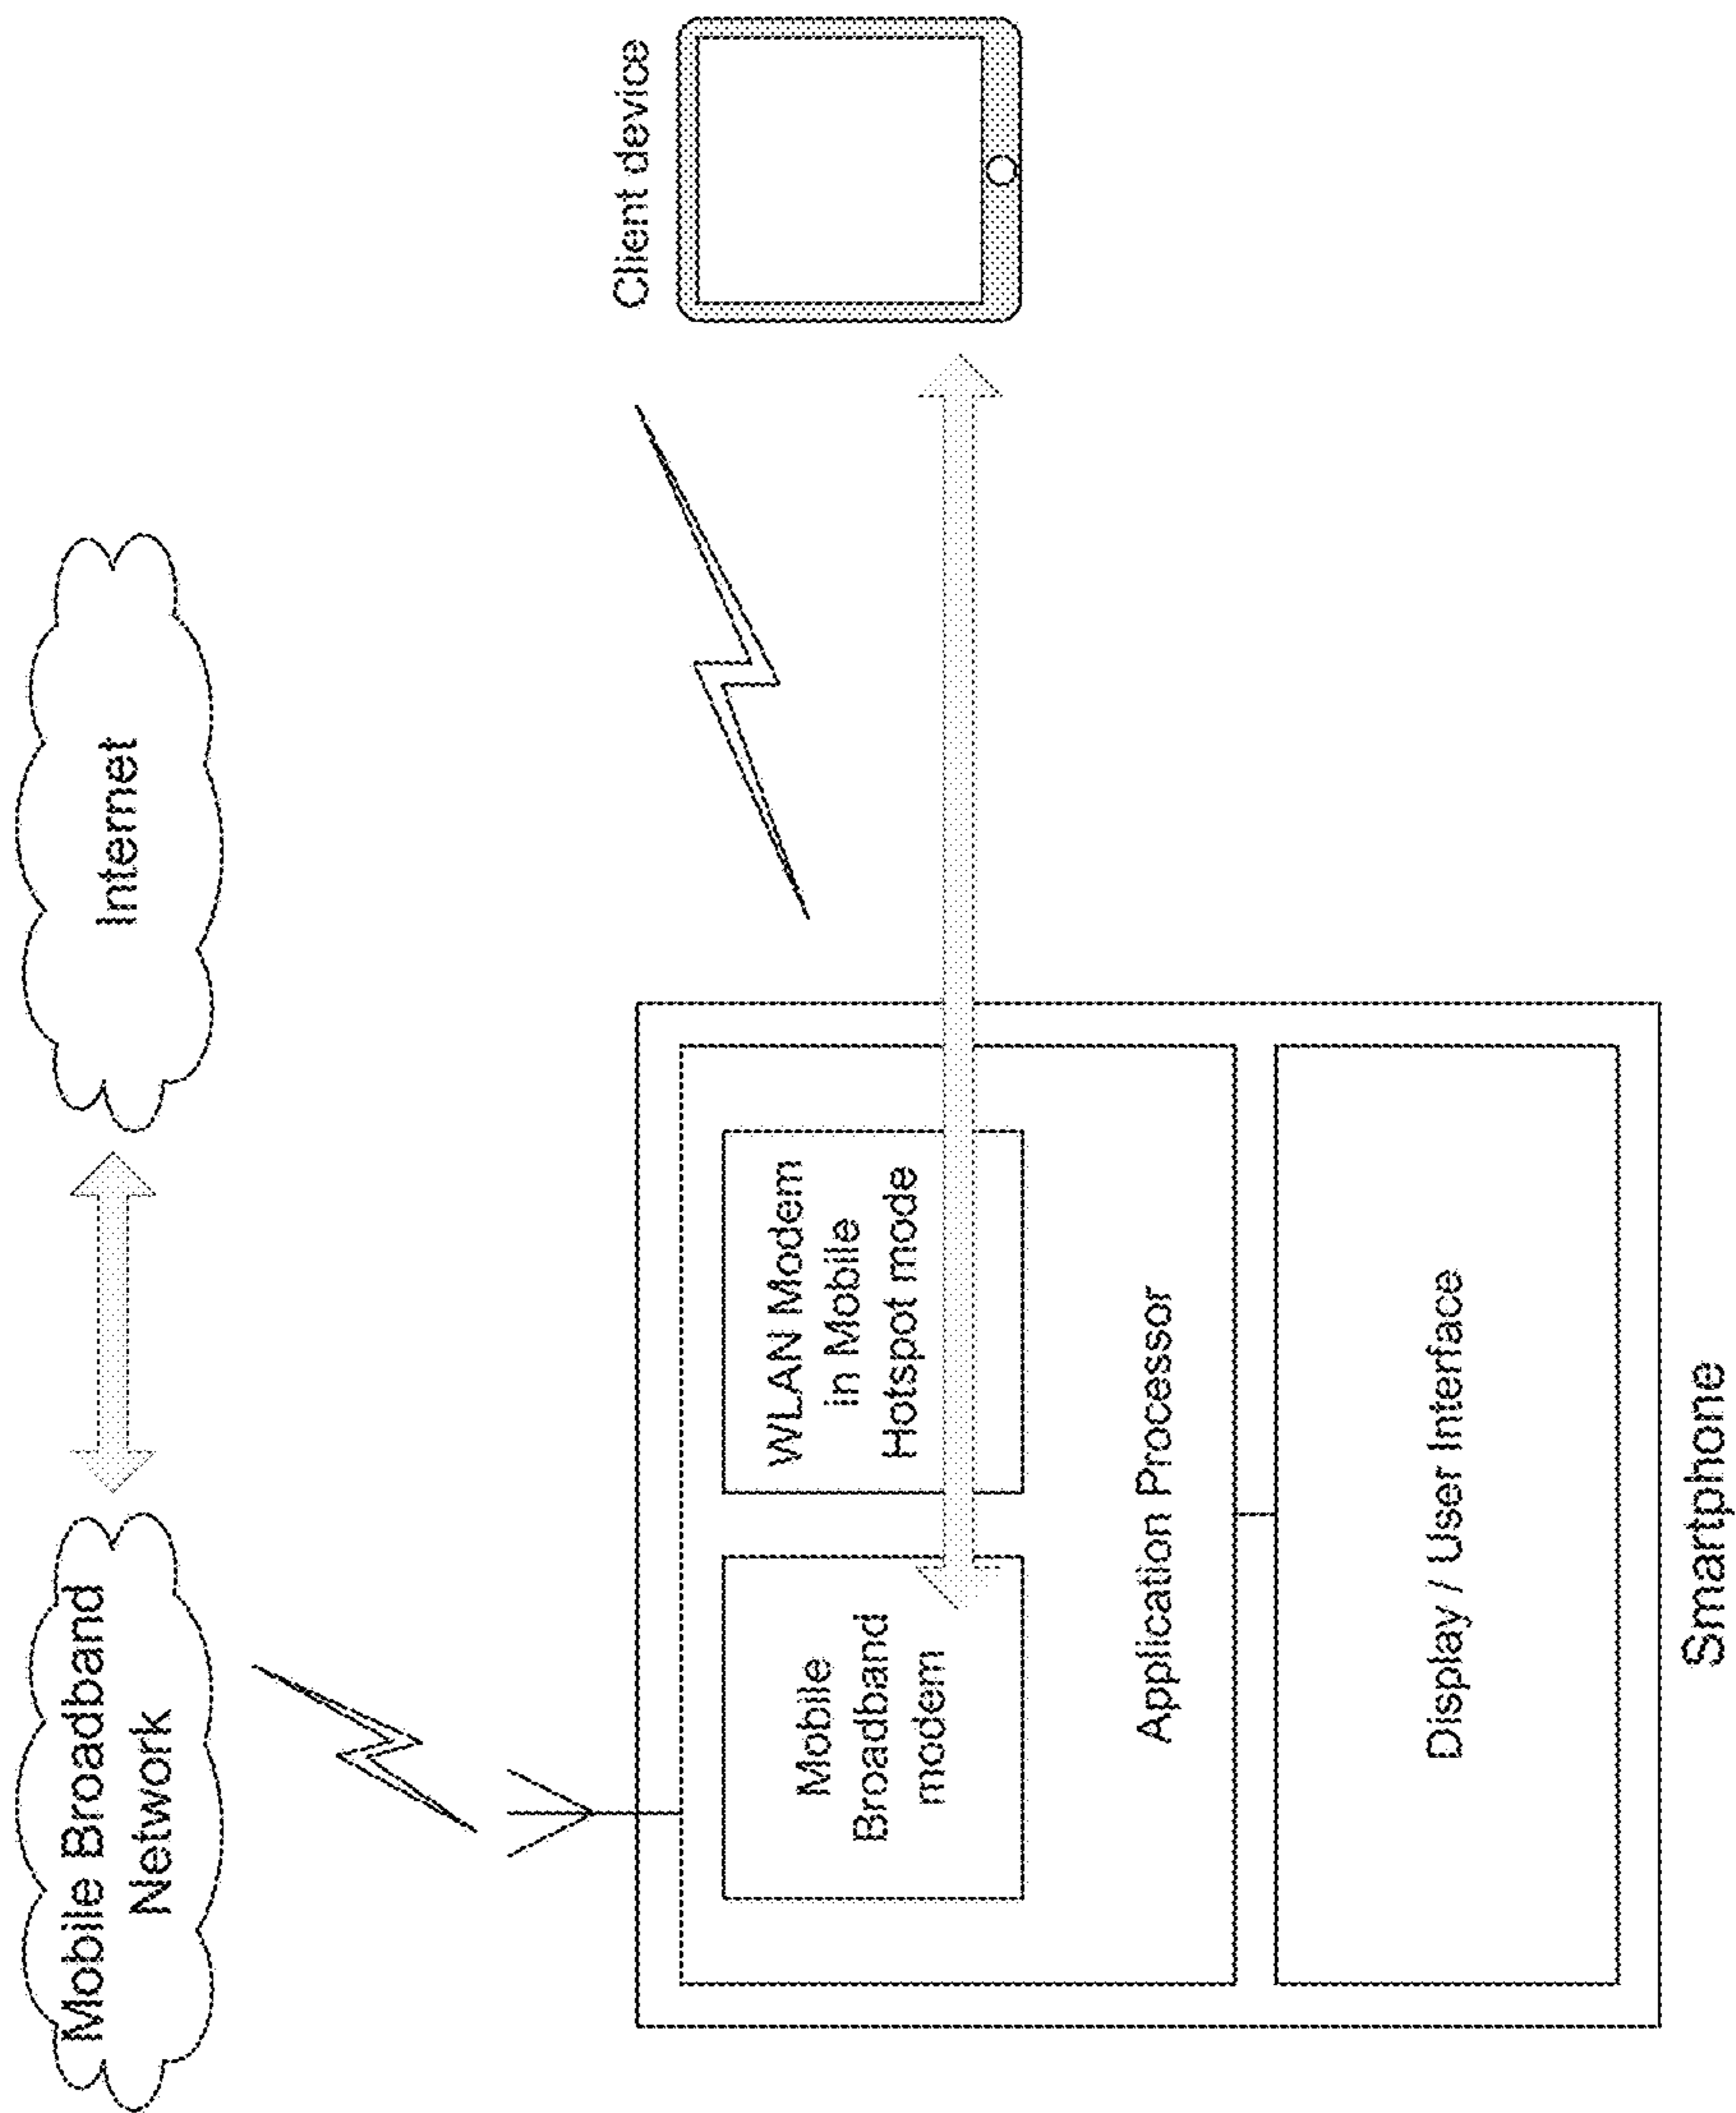 Mobile Broadband
Network
Internet
Client device
Mobile
Broadband
modem
WLAN Modem
in Mobile
Hotspot mode
Application Processor
Display / User Interface
Smartphone